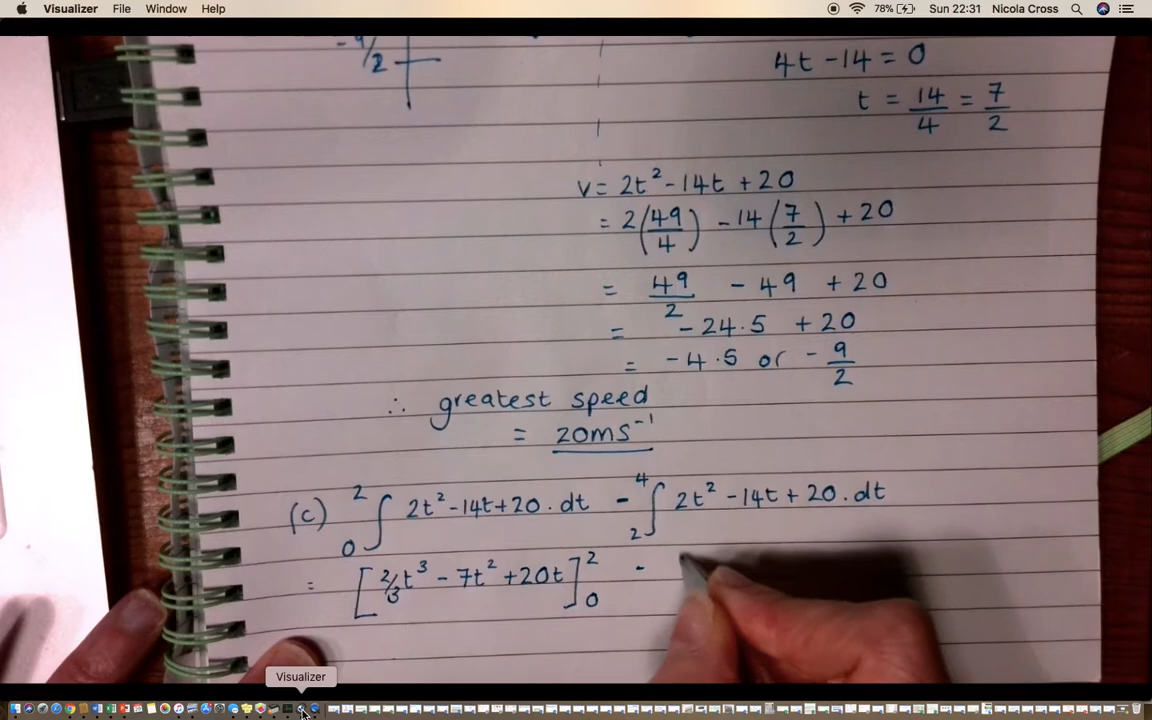 Visualizer File Window Help 78% Sun 22:31 Nicola Cross
-9/2
4t - 14 = 0
t = 14/4 = 7/2
v = 2t² - 14t + 20
= 2(49/4) - 14(7/2) + 20
= 49/2 - 49 + 20
= -24.5 + 20
= -4.5 or -9/2
∴ greatest speed
= 20ms⁻¹
(c) ₀²∫ 2t² - 14t + 20 . dt - ₂⁴∫ 2t² - 14t + 20 . dt
= [⅔t³ - 7t² + 20t]₀² -
Visualizer